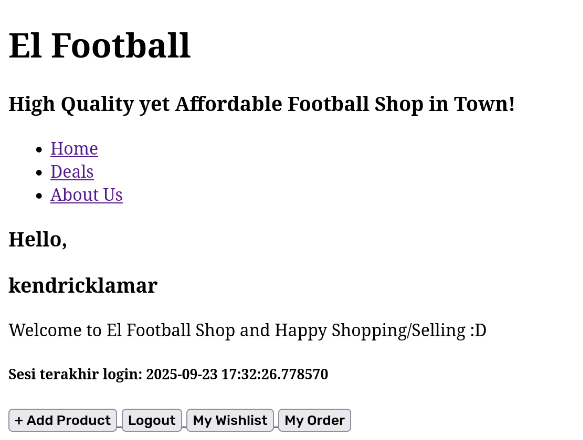 El Football
High Quality yet Affordable Football Shop in Town!
Home
Deals
About Us
Hello,
kendricklamar
Welcome to El Football Shop and Happy Shopping/Selling :D
Sesi terakhir login: 2025-09-23 17:32:26.778570
+ Add Product Logout My Wishlist My Order